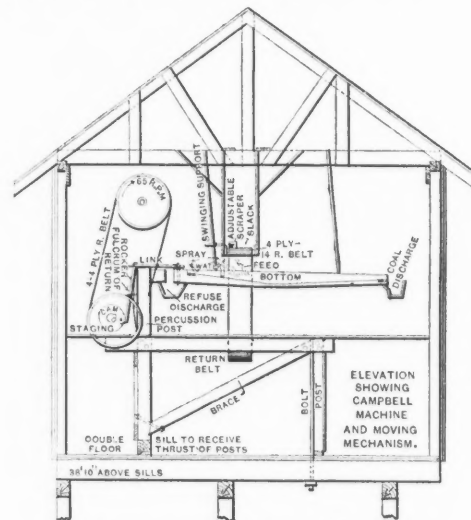 65 R.P.M
4-4 PLY R. BELT
ROCKER
FULCRUM OF
RETURN
LINK
SWINGING SUPPORT
ADJUSTABLE
SCRAPER
SLACK
4 PLY-
14 R. BELT
SPRAY
FEED
BOTTOM
COAL
DISCHARGE
REFUSE
DISCHARGE
CAM
STAGING
PERCUSSION
POST
RETURN
BELT
BRACE
BOLT
POST
ELEVATION
SHOWING
CAMPBELL
MACHINE
AND MOVING
MECHANISM.
DOUBLE
FLOOR
SILL TO RECEIVE
THRUST OF POSTS
38'10" ABOVE SILLS